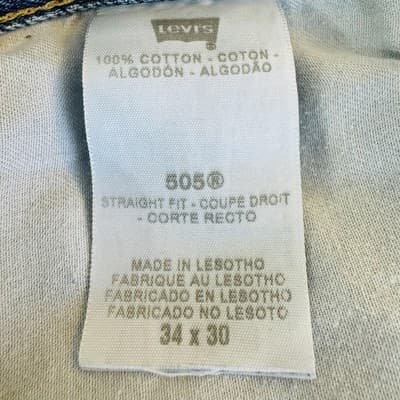 Levi's®
100% COTTON - COTON -
ALGODÓN - ALGODÃO
505®
STRAIGHT FIT - COUPE DROIT
- CORTE RECTO
MADE IN LESOTHO
FABRIQUE AU LESOTHO
FABRICADO EN LESOTHO
FABRICADO NO LESOTO
34 x 30